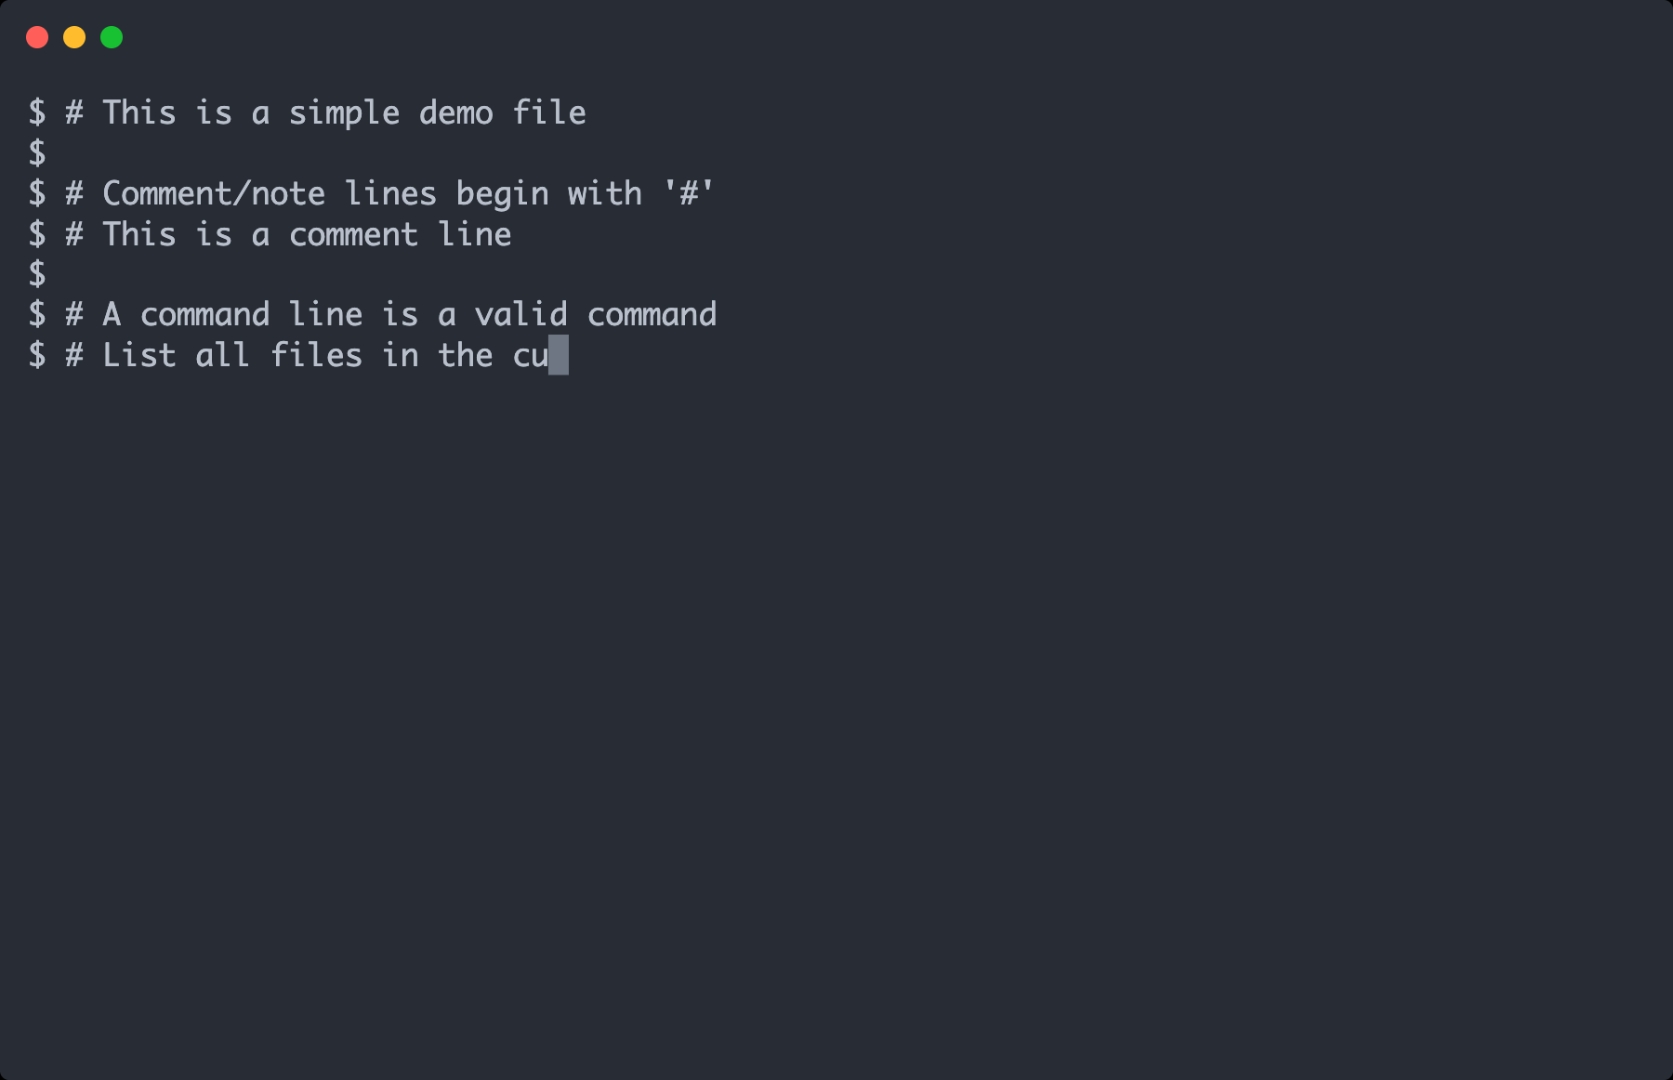 $ # This is a simple demo file
$
$ # Comment/note lines begin with '#'
$ # This is a comment line
$
$ # A command line is a valid command
$ # List all files in the cu